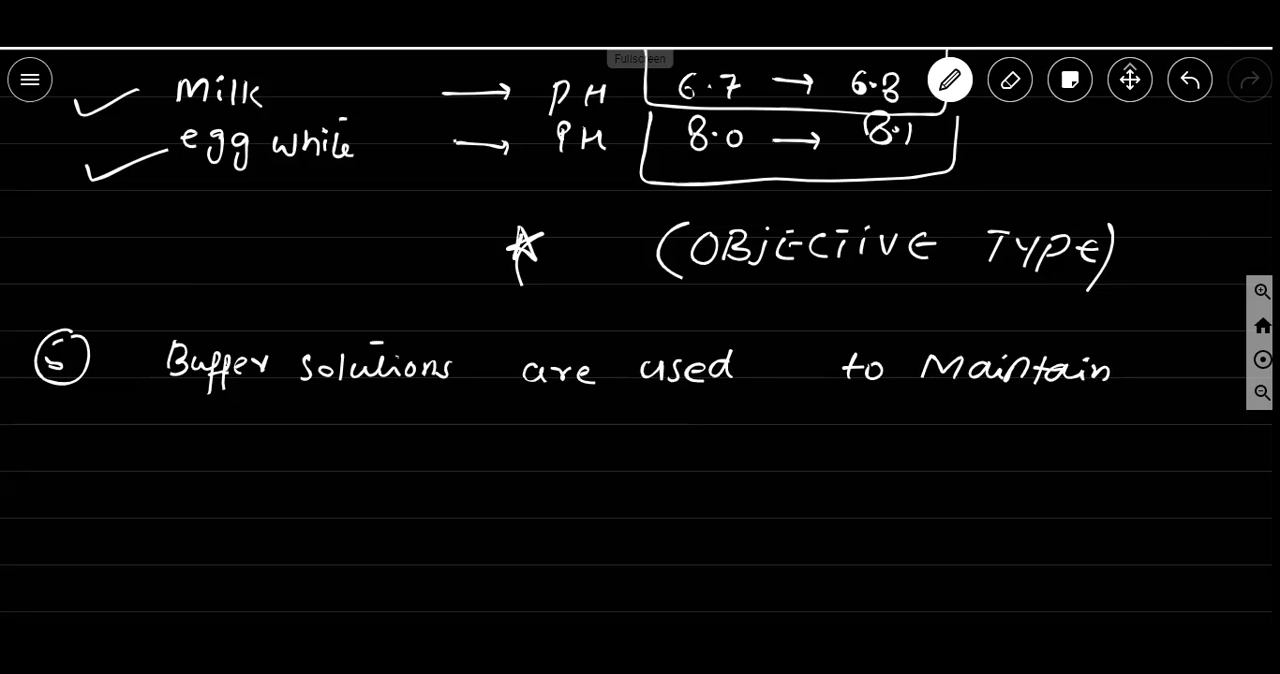 Milk → PH 6.7 → 6.8
egg white → PH 8.0 → 8.1
(OBJECTIVE TYPE)
5 Buffer solutions are used to Maintain
Fullscreen